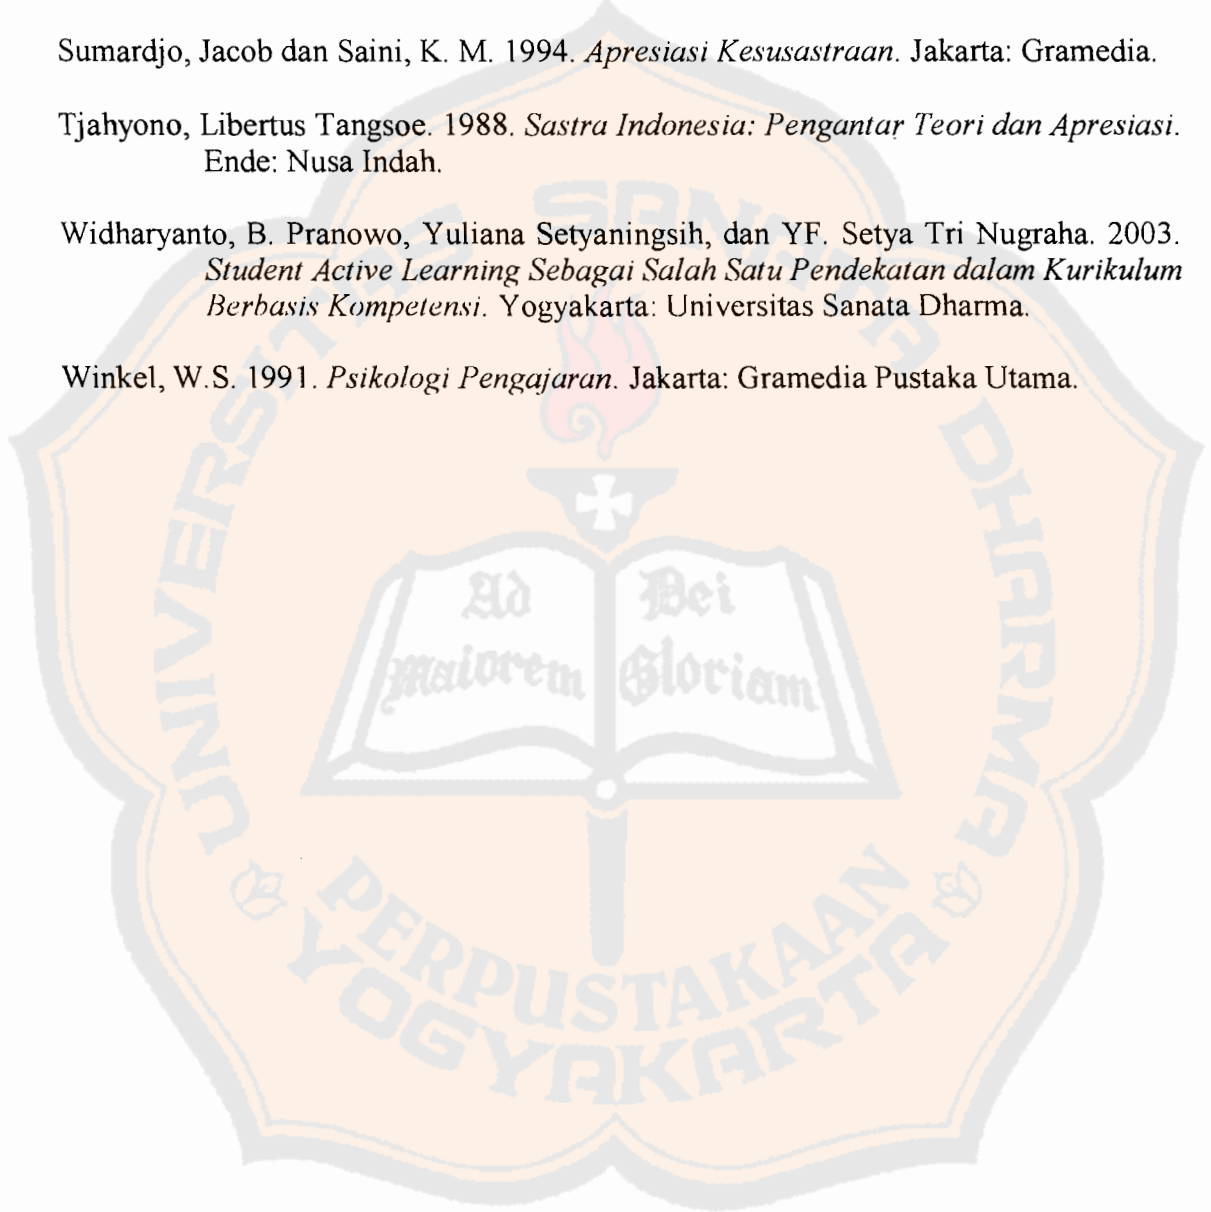 Sumardjo, Jacob dan Saini, K. M. 1994. Apresiasi Kesusastraan. Jakarta: Gramedia.
Tjahyono, Libertus Tangsoe. 1988. Sastra Indonesia: Pengantar Teori dan Apresiasi.
Ende: Nusa Indah.
Widharyanto, B. Pranowo, Yuliana Setyaningsih, dan YF. Setya Tri Nugraha. 2003.
Student Active Learning Sebagai Salah Satu Pendekatan dalam Kurikulum
Berbasis Kompetensi. Yogyakarta: Universitas Sanata Dharma.
Winkel, W.S. 1991. Psikologi Pengajaran. Jakarta: Gramedia Pustaka Utama.
UNIVERSITAS SANATA DHARMA
Ad
maiorem
Dei
Gloriam
PERPUSTAKAAN
YOGYAKARTA